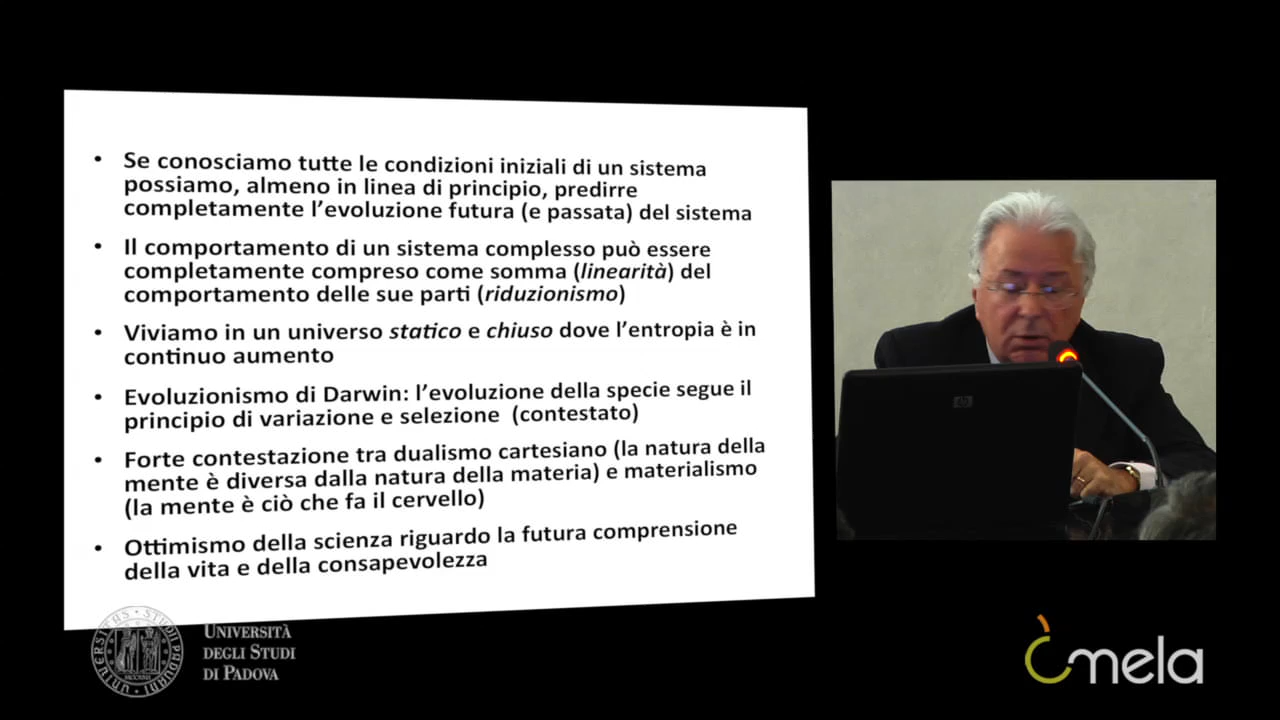 • Se conosciamo tutte le condizioni iniziali di un sistema
possiamo, almeno in linea di principio, predirre
completamente l'evoluzione futura (e passata) del sistema
• Il comportamento di un sistema complesso può essere
completamente compreso come somma (linearità) del
comportamento delle sue parti (riduzionismo)
• Viviamo in un universo statico e chiuso dove l'entropia è in
continuo aumento
• Evoluzionismo di Darwin: l'evoluzione della specie segue il
principio di variazione e selezione (contestato)
• Forte contestazione tra dualismo cartesiano (la natura della
mente è diversa dalla natura della materia) e materialismo
(la mente è ciò che fa il cervello)
• Ottimismo della scienza riguardo la futura comprensione
della vita e della consapevolezza
UNIVERSITÀ
DEGLI STUDI
DI PADOVA
mela
hp